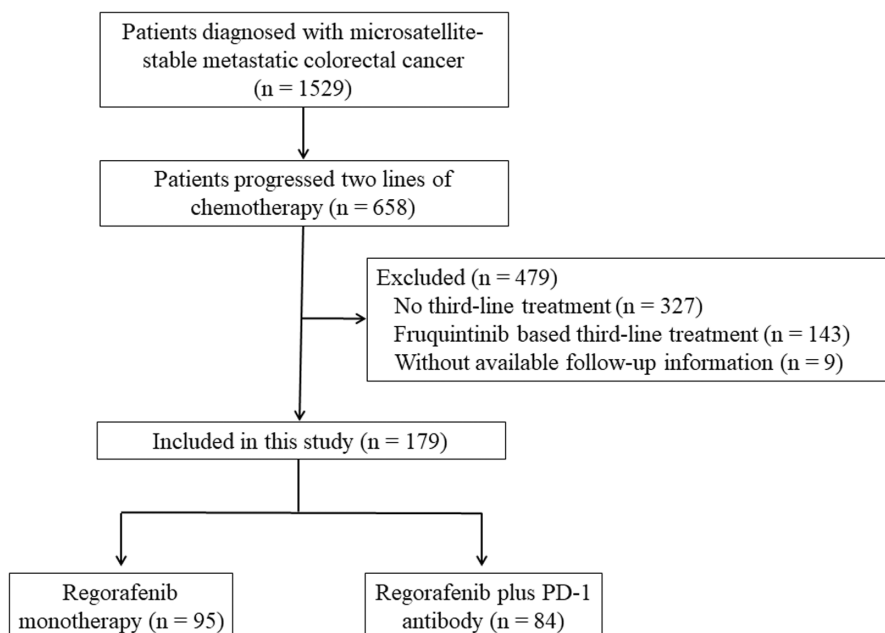 Patients diagnosed with microsatellite-
stable metastatic colorectal cancer
(n = 1529)
Patients progressed two lines of
chemotherapy (n = 658)
Excluded (n = 479)
No third-line treatment (n = 327)
Fruquintinib based third-line treatment (n = 143)
Without available follow-up information (n = 9)
Included in this study (n = 179)
Regorafenib
monotherapy (n = 95)
Regorafenib plus PD-1
antibody (n = 84)